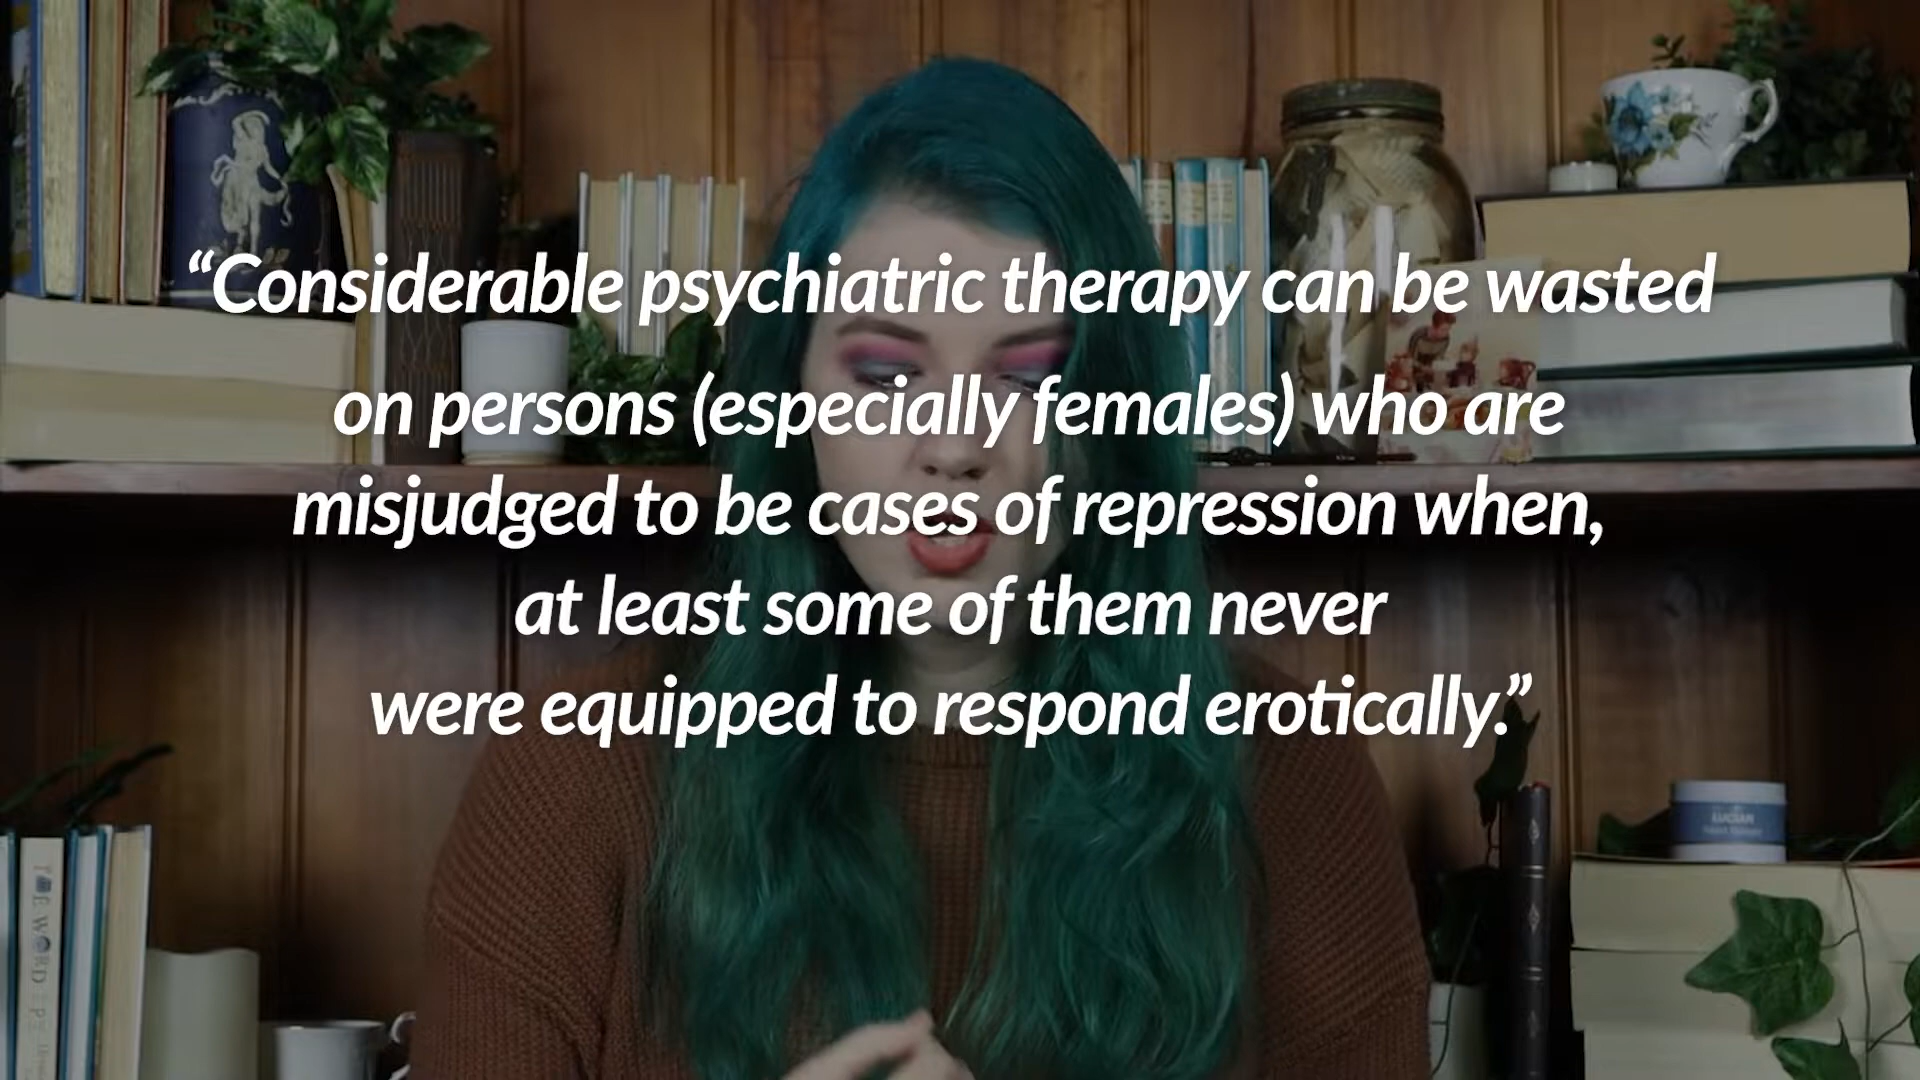 “Considerable psychiatric therapy can be wasted
on persons (especially females) who are
misjudged to be cases of repression when,
at least some of them never
were equipped to respond erotically.”
LUCIAN